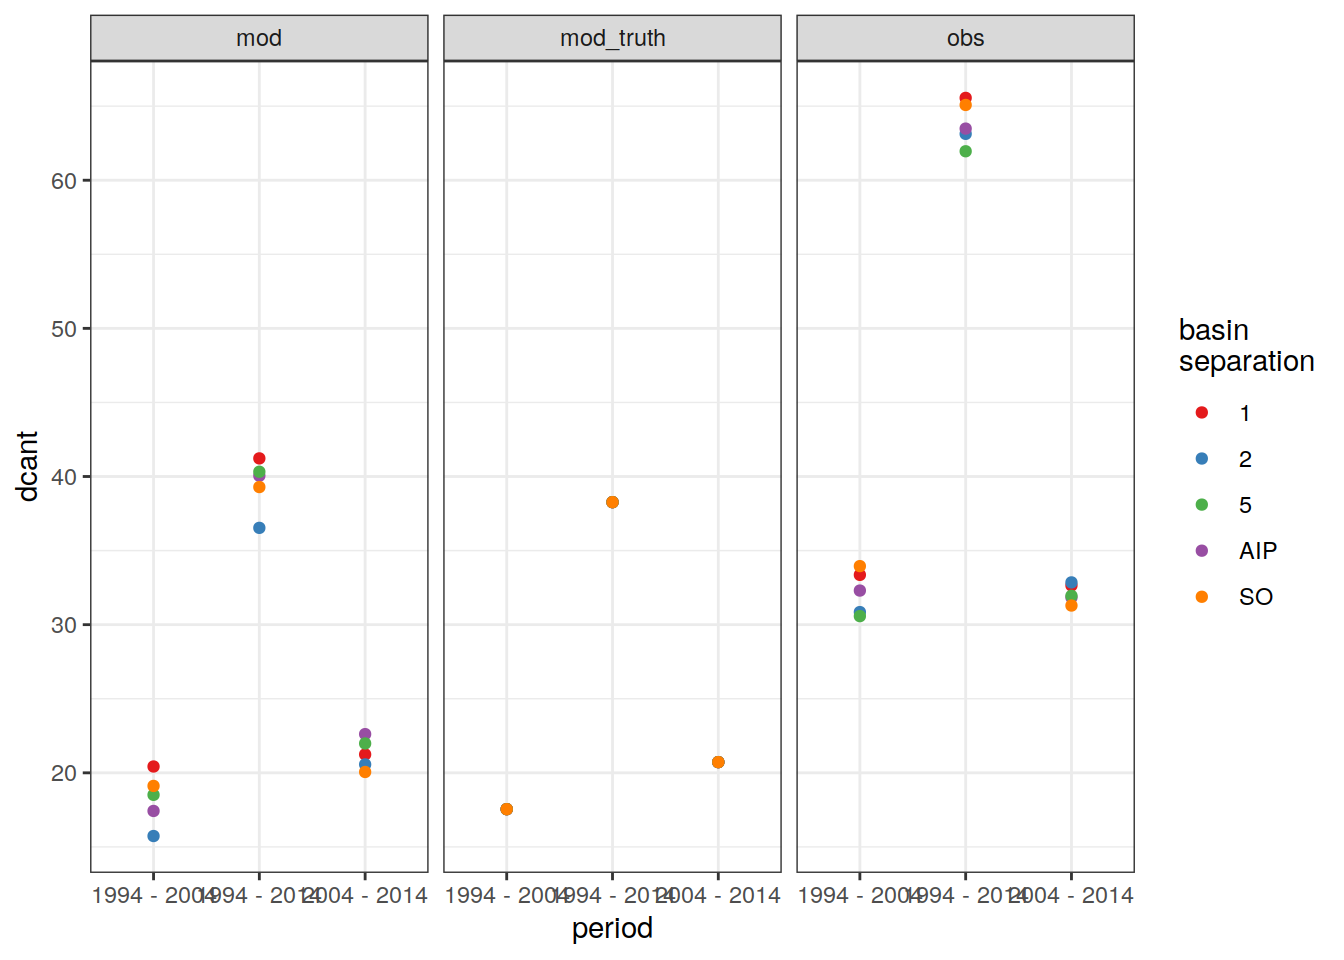 mod
mod_truth
obs
dcant
60
50
40
30
20
1994 - 2004
1994 - 2014
2004 - 2014
1994 - 2004
1994 - 2014
2004 - 2014
1994 - 2004
1994 - 2014
2004 - 2014
period
basin
separation
1
2
5
AIP
SO